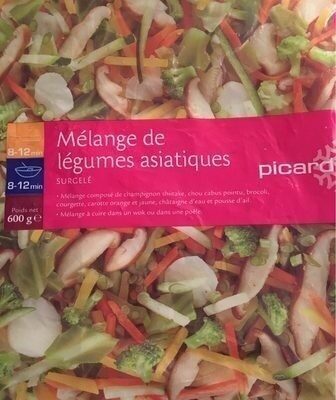 Mélange de
légumes asiatiques
SURGELÉ
picard
8-12 min
8-12 min
Poids net :
600 g e
• Mélange composé de champignon shiitake, chou cabus pointu, brocoli,
courgette, carotte orange et jaune, châtaigne d'eau et pousse d'ail.
• Mélange à cuire dans un wok ou dans une poêle.